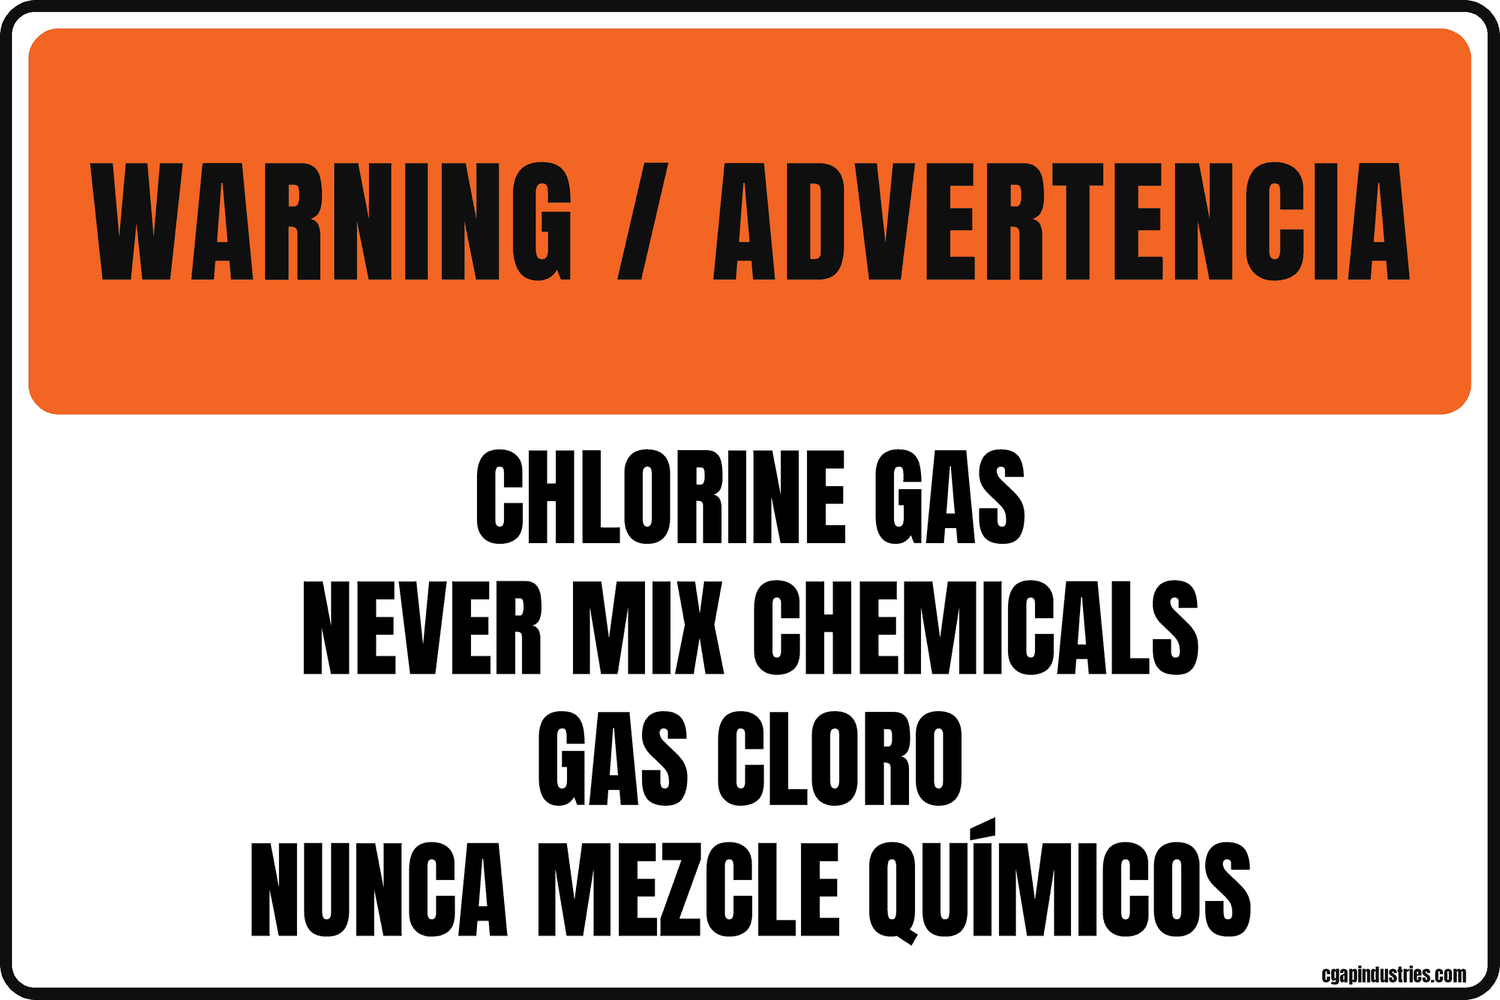 WARNING / ADVERTENCIA
CHLORINE GAS
NEVER MIX CHEMICALS
GAS CLORO
NUNCA MEZCLE QUÍMICOS
cgapindustries.com